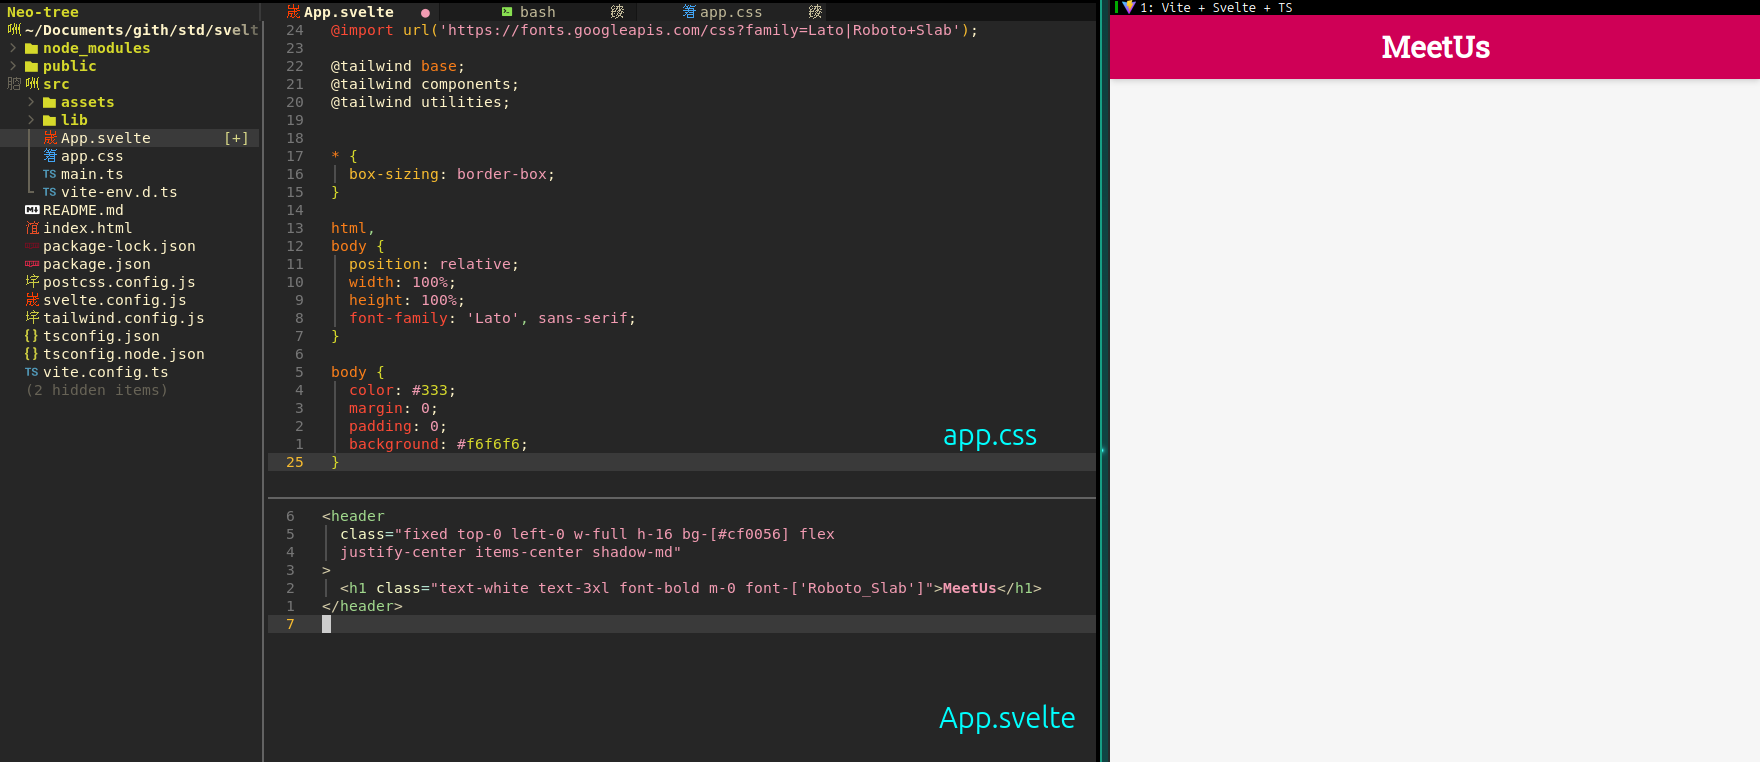 Neo-tree
~/Documents/gith/std/svelt
node_modules
public
src
assets
lib
App.svelte [+]
app.css
TS main.ts
TS vite-env.d.ts
README.md
index.html
package-lock.json
package.json
postcss.config.js
svelte.config.js
tailwind.config.js
{} tsconfig.json
{} tsconfig.node.json
TS vite.config.ts
(2 hidden items)
App.svelte ● bash app.css
24 @import url('https://fonts.googleapis.com/css?family=Lato|Roboto+Slab');
23
22 @tailwind base;
21 @tailwind components;
20 @tailwind utilities;
19
18
17 * {
16 box-sizing: border-box;
15 }
14
13 html,
12 body {
11 position: relative;
10 width: 100%;
9 height: 100%;
8 font-family: 'Lato', sans-serif;
7 }
6
5 body {
4 color: #333;
3 margin: 0;
2 padding: 0;
1 background: #f6f6f6;
25 }
app.css
6 <header
5 class="fixed top-0 left-0 w-full h-16 bg-[#cf0056] flex
4 justify-center items-center shadow-md"
3 >
2 <h1 class="text-white text-3xl font-bold m-0 font-['Roboto_Slab']">MeetUs</h1>
1 </header>
7
App.svelte
1: Vite + Svelte + TS
MeetUs